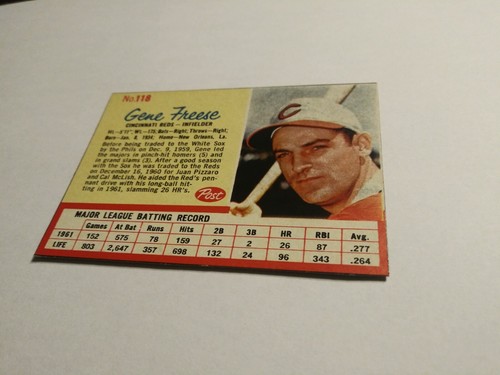 No.118
Gene Freese
CINCINNATI REDS — INFIELDER
Ht.—5'11", Wt.—175, Bats—Right, Throws—Right;
Born—Jan. 8, 1934; Home—New Orleans, La.
Before being traded to the White Sox
by the Phils on Dec. 9, 1959, Gene led
the majors in pinch-hit homers (5) and
in grand slams (3). After a good season
with the Sox he was dealt to the Reds
on December 16, 1960 for Juan Pizzaro
and Cal McLish. He aided the Red's pen-
nant drive with his long-ball hit-
ting in 1961, slamming 26 HR's.
Post
C
MAJOR LEAGUE BATTING RECORD
Games At Bat Runs Hits 2B 3B HR RBI Avg.
1961 152 575 78 159 27 2 26 87 .277
LIFE 803 2,647 357 698 132 24 96 343 .264